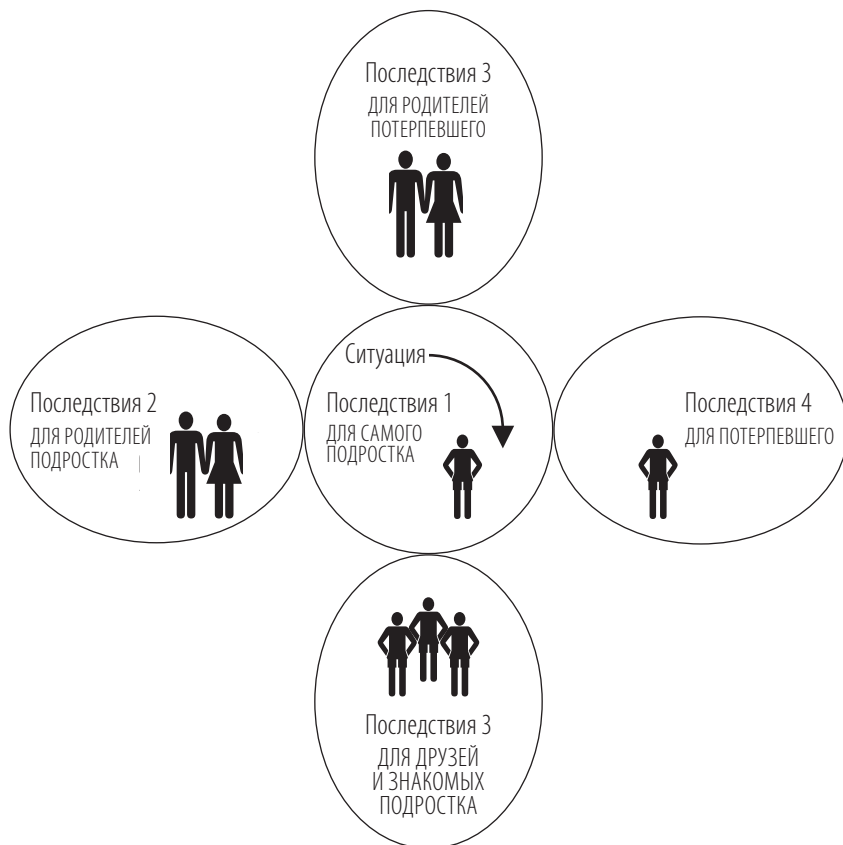 Последствия 3
ДЛЯ РОДИТЕЛЕЙ
ПОТЕРПЕВШЕГО
Последствия 2
ДЛЯ РОДИТЕЛЕЙ
ПОДРОСТКА
Ситуация
Последствия 1
ДЛЯ САМОГО
ПОДРОСТКА
Последствия 4
ДЛЯ ПОТЕРПЕВШЕГО
Последствия 3
ДЛЯ ДРУЗЕЙ
И ЗНАКОМЫХ
ПОДРОСТКА